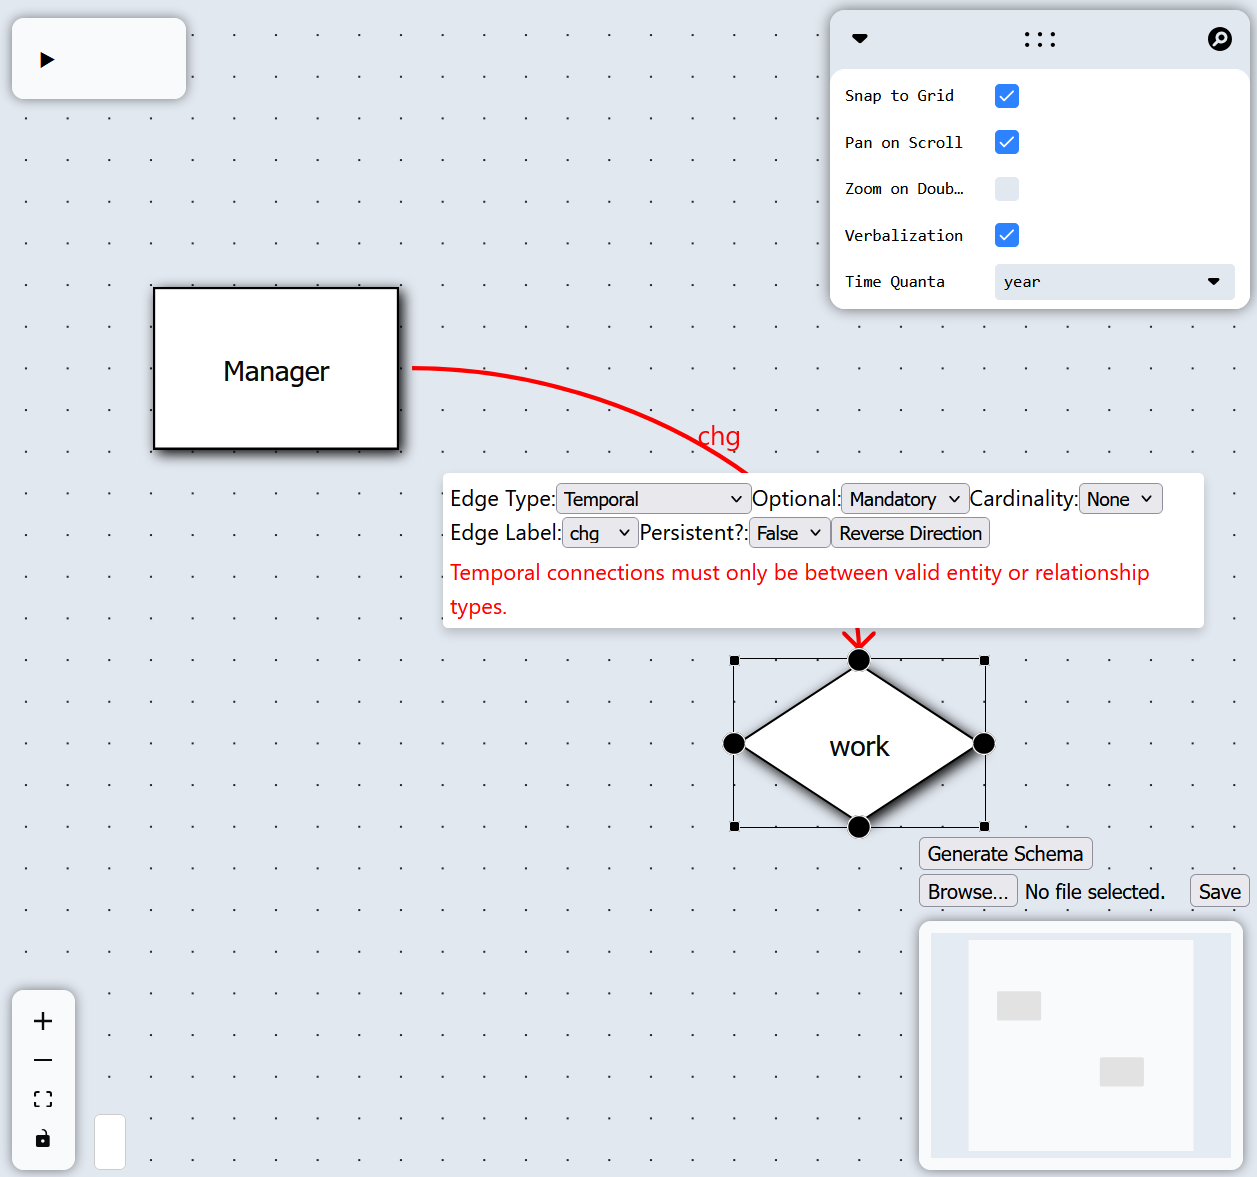 Snap to Grid
Pan on Scroll
Zoom on Doub…
Verbalization
Time Quanta year
Manager
chg
Edge Type: Temporal Optional: Mandatory Cardinality: None
Edge Label: chg Persistent?: False Reverse Direction
Temporal connections must only be between valid entity or relationship
types.
work
Generate Schema
Browse... No file selected. Save